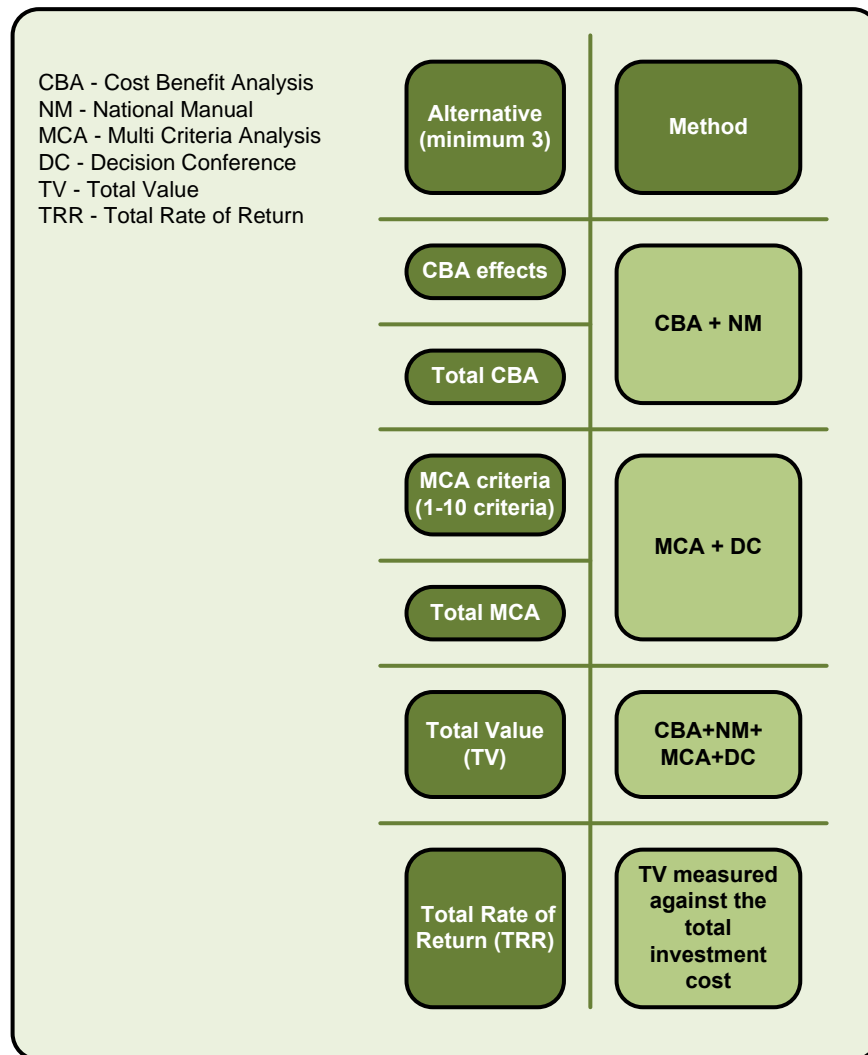 CBA - Cost Benefit Analysis
NM - National Manual
MCA - Multi Criteria Analysis
DC - Decision Conference
TV - Total Value
TRR - Total Rate of Return
Alternative
(minimum 3)
Method
CBA effects
Total CBA
CBA + NM
MCA criteria
(1-10 criteria)
Total MCA
MCA + DC
Total Value
(TV)
CBA+NM+
MCA+DC
Total Rate of
Return (TRR)
TV measured
against the
total
investment
cost